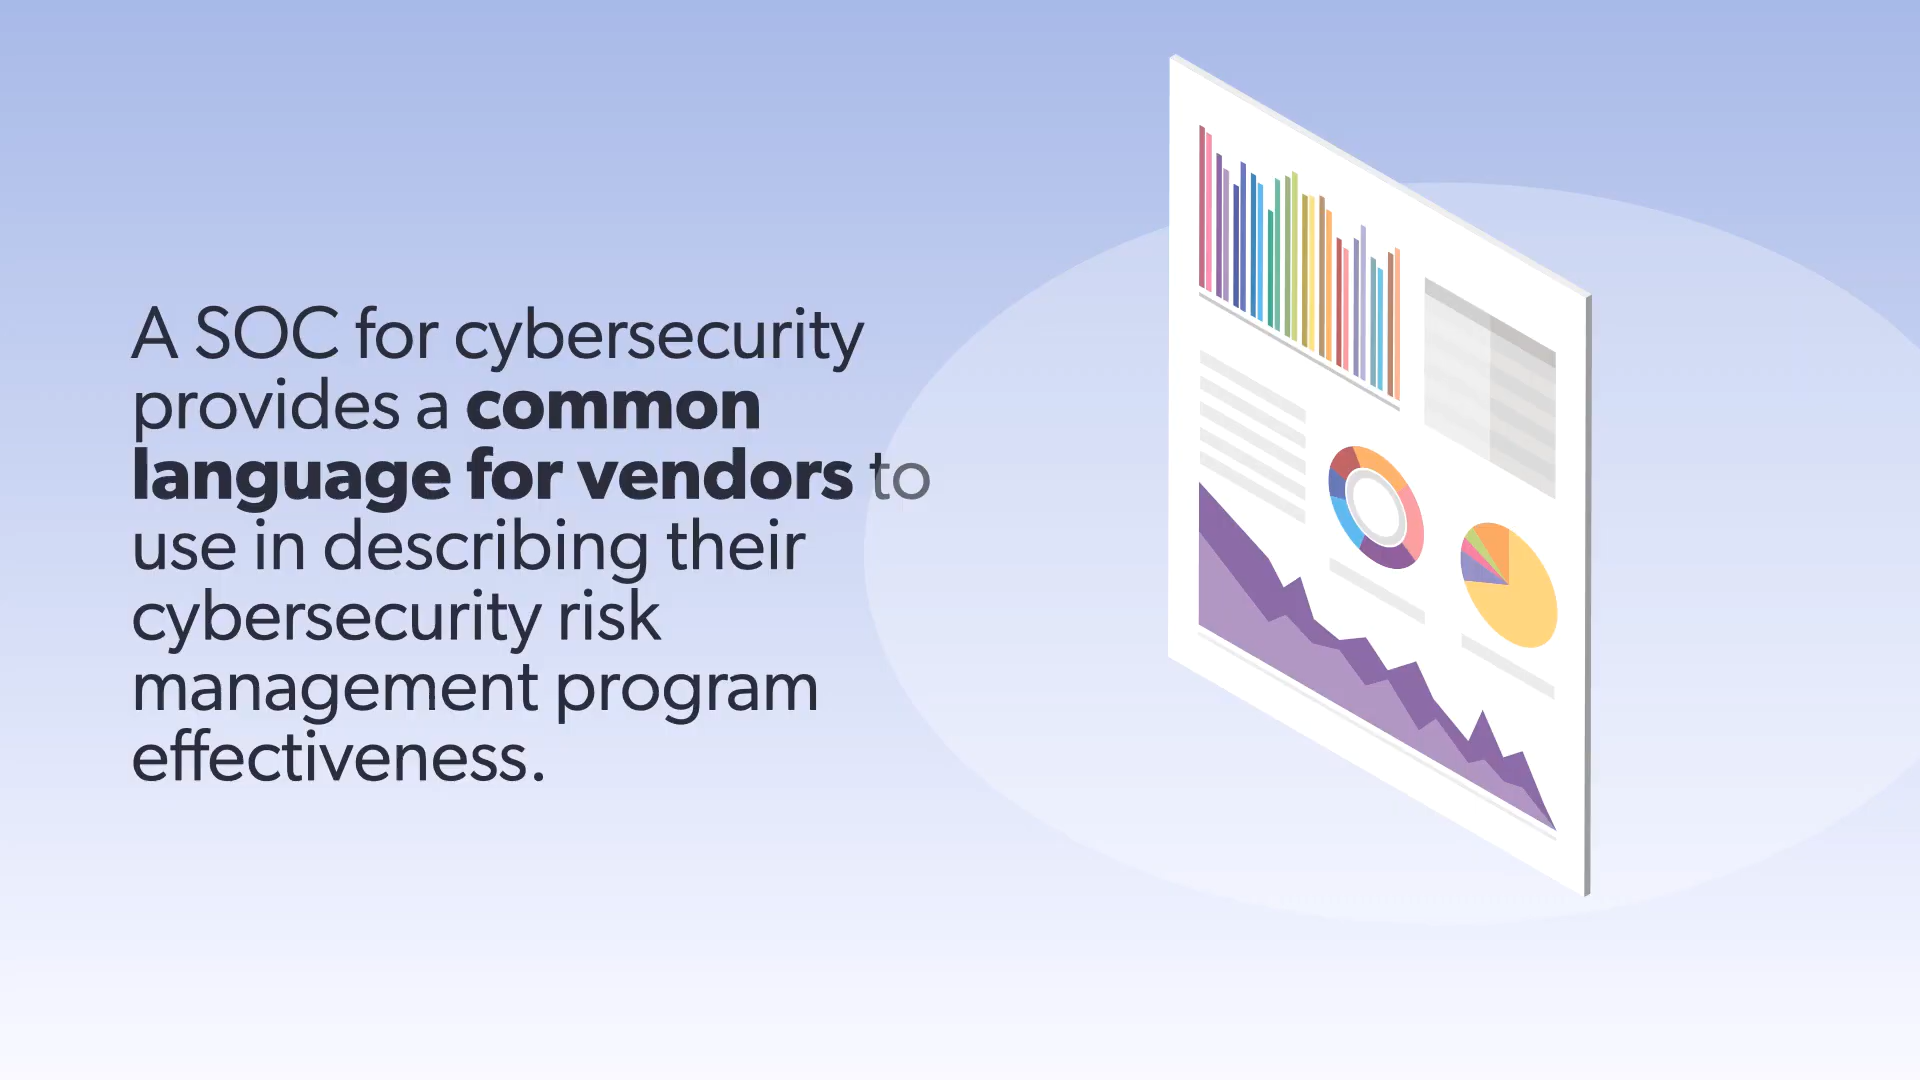 A SOC for cybersecurity
provides a common
language for vendors to
use in describing their
cybersecurity risk
management program
effectiveness.